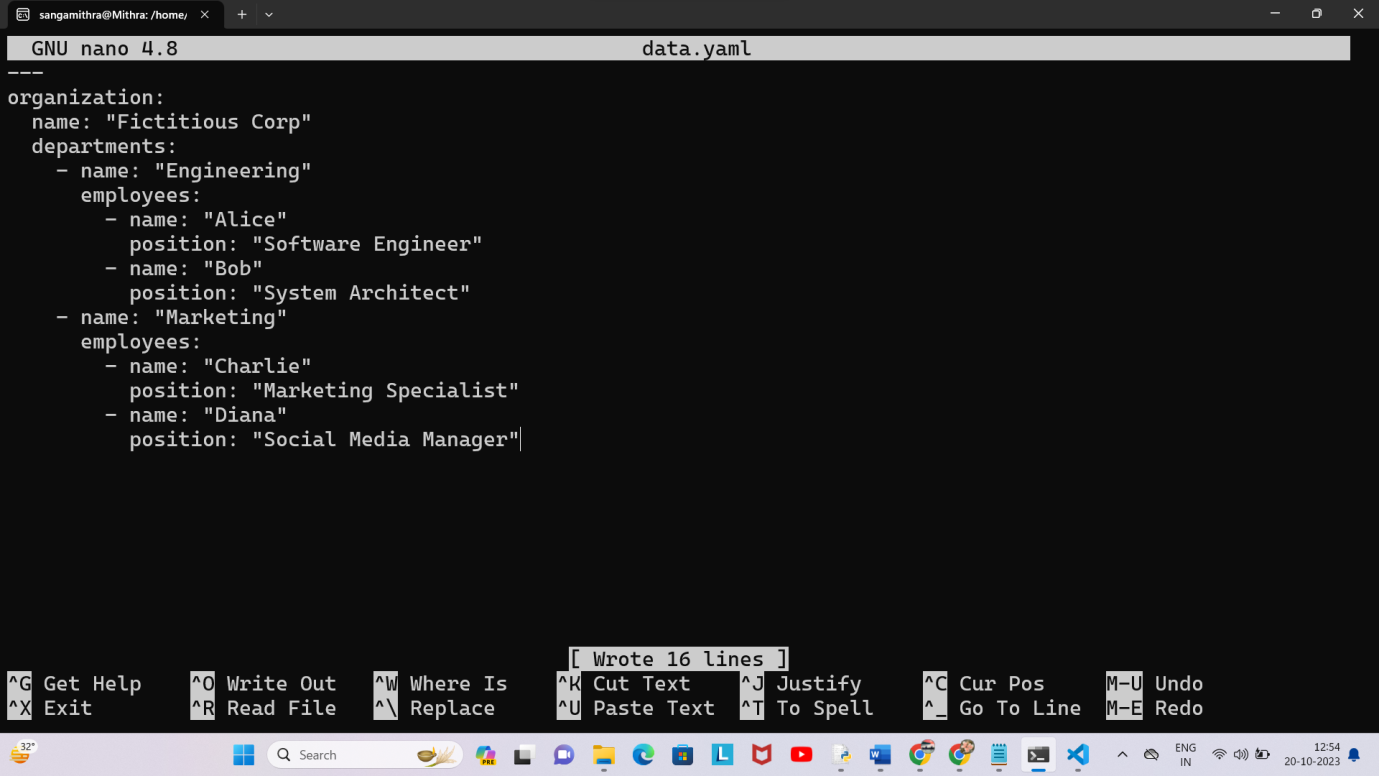 sangamithra@Mithra: /home/
GNU nano 4.8 data.yaml
---
organization:
  name: "Fictitious Corp"
  departments:
    - name: "Engineering"
      employees:
        - name: "Alice"
          position: "Software Engineer"
        - name: "Bob"
          position: "System Architect"
    - name: "Marketing"
      employees:
        - name: "Charlie"
          position: "Marketing Specialist"
        - name: "Diana"
          position: "Social Media Manager"
[ Wrote 16 lines ]
^G Get Help ^O Write Out ^W Where Is ^K Cut Text ^J Justify ^C Cur Pos M-U Undo
^X Exit ^R Read File ^\ Replace ^U Paste Text ^T To Spell ^_ Go To Line M-E Redo
32°
Search
PRE
L
W
ENG
IN
12:54
20-10-2023